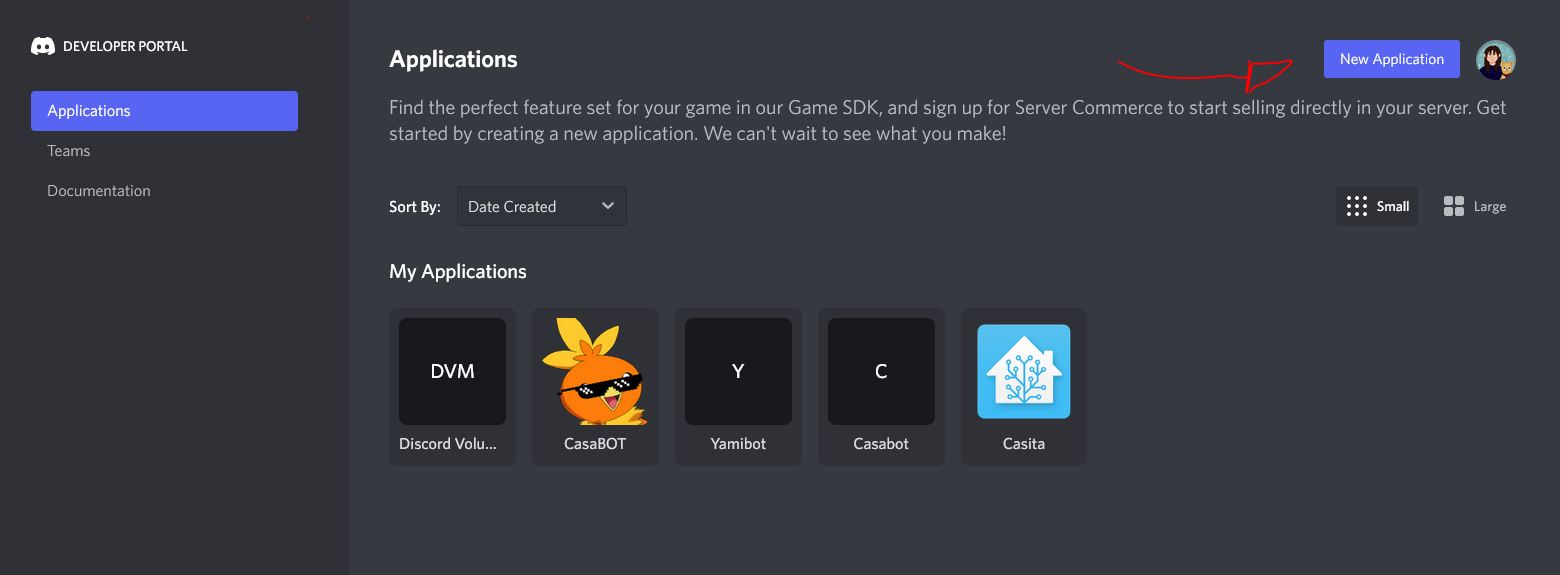 DEVELOPER PORTAL
Applications
Teams
Documentation
Applications
New Application
Find the perfect feature set for your game in our Game SDK, and sign up for Server Commerce to start selling directly in your server. Get
started by creating a new application. We can't wait to see what you make!
Sort By:
Date Created
Small
Large
My Applications
DVM
Y
C
Discord Volu...
CasaBOT
Yamibot
Casabot
Casita